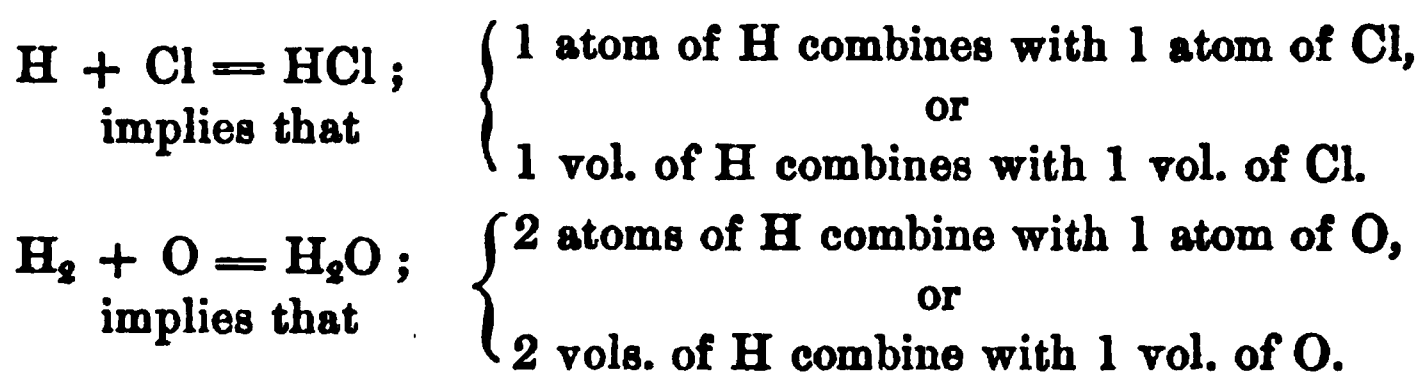 H + Cl = HCl; { 1 atom of H combines with 1 atom of Cl,
implies that
or
1 vol. of H combines with 1 vol. of Cl.
H₂ + O = H₂O; { 2 atoms of H combine with 1 atom of O,
implies that
or
2 vols. of H combine with 1 vol. of O.